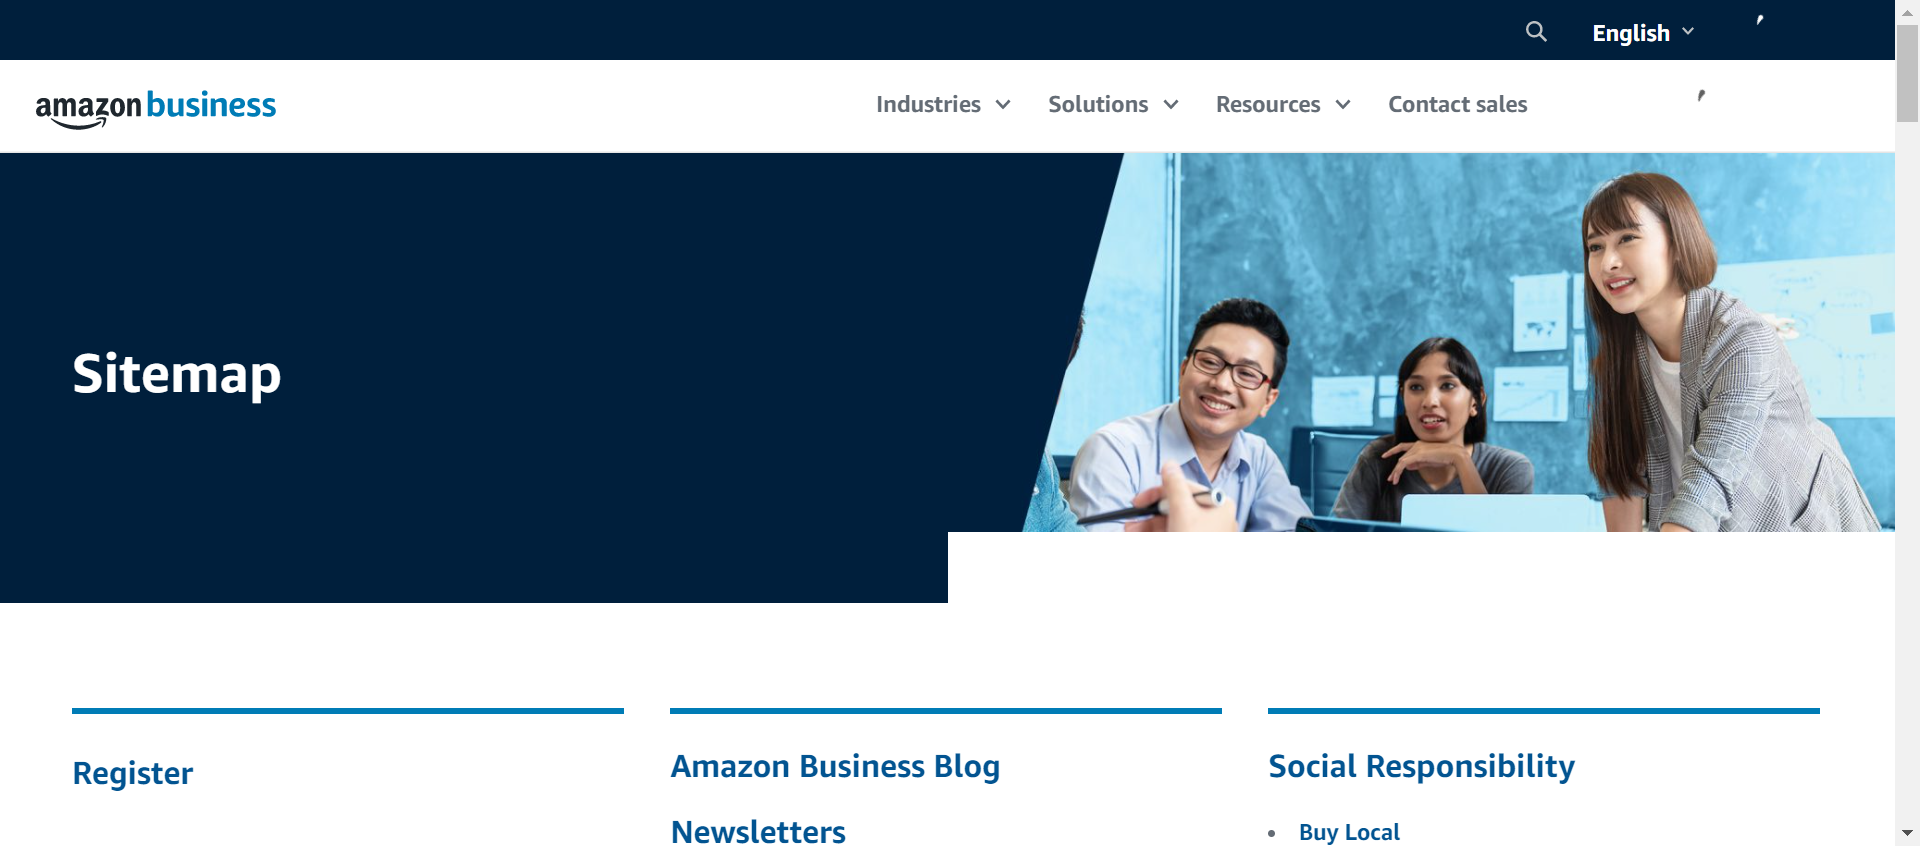 English
amazon business
Industries
Solutions
Resources
Contact sales
Sitemap
Register
Amazon Business Blog
Social Responsibility
Newsletters
• Buy Local